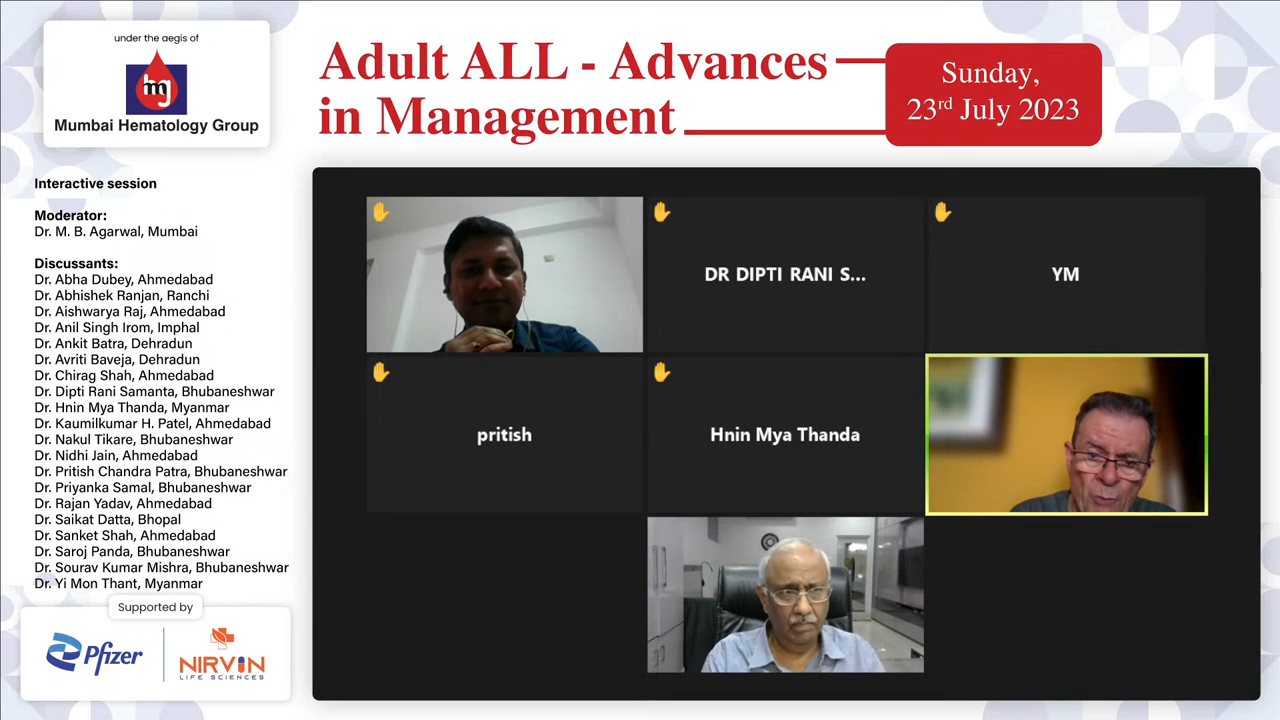 under the aegis of
mj
Mumbai Hematology Group
Adult ALL - Advances
in Management
Sunday,
23rd July 2023
Interactive session
Moderator:
Dr. M. B. Agarwal, Mumbai
Discussants:
Dr. Abha Dubey, Ahmedabad
Dr. Abhishek Ranjan, Ranchi
Dr. Aishwarya Raj, Ahmedabad
Dr. Anil Singh Irom, Imphal
Dr. Ankit Batra, Dehradun
Dr. Avriti Baveja, Dehradun
Dr. Chirag Shah, Ahmedabad
Dr. Dipti Rani Samanta, Bhubaneshwar
Dr. Hnin Mya Thanda, Myanmar
Dr. Kaumilkumar H. Patel, Ahmedabad
Dr. Nakul Tikare, Bhubaneshwar
Dr. Nidhi Jain, Ahmedabad
Dr. Pritish Chandra Patra, Bhubaneshwar
Dr. Priyanka Samal, Bhubaneshwar
Dr. Rajan Yadav, Ahmedabad
Dr. Saikat Datta, Bhopal
Dr. Sanket Shah, Ahmedabad
Dr. Saroj Panda, Bhubaneshwar
Dr. Sourav Kumar Mishra, Bhubaneshwar
Dr. Yi Mon Thant, Myanmar
Supported by
Pfizer
NIRVIN
LIFE SCIENCES
DR DIPTI RANI S...
YM
pritish
Hnin Mya Thanda